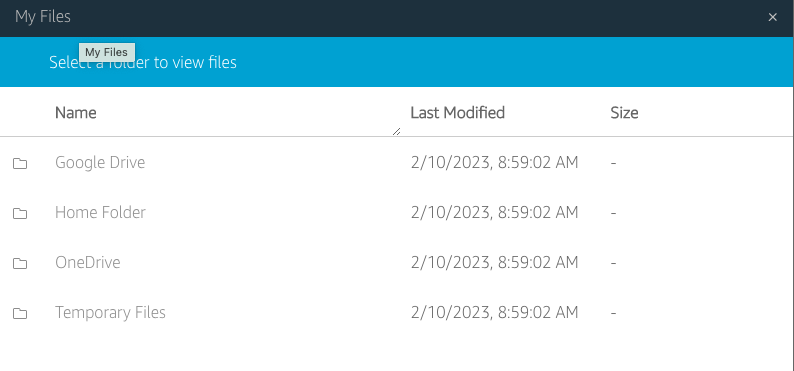 My Files
My Files
Select a folder to view files
Name Last Modified Size
Google Drive 2/10/2023, 8:59:02 AM -
Home Folder 2/10/2023, 8:59:02 AM -
OneDrive 2/10/2023, 8:59:02 AM -
Temporary Files 2/10/2023, 8:59:02 AM -